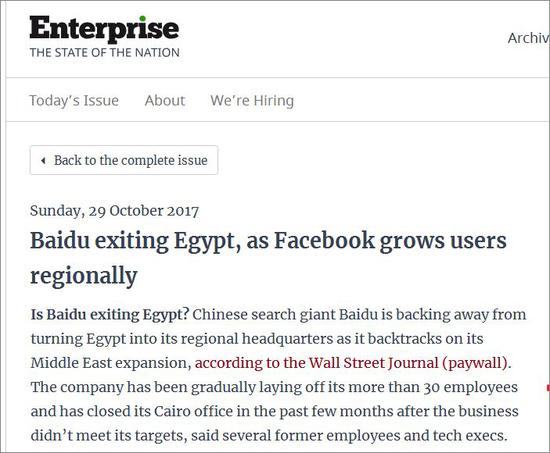 Enterprise
THE STATE OF THE NATION
Archiv
Today's Issue About We're Hiring
Back to the complete issue
Sunday, 29 October 2017
Baidu exiting Egypt, as Facebook grows users
regionally
Is Baidu exiting Egypt? Chinese search giant Baidu is backing away from
turning Egypt into its regional headquarters as it backtracks on its
Middle East expansion, according to the Wall Street Journal (paywall).
The company has been gradually laying off its more than 30 employees
and has closed its Cairo office in the past few months after the business
didn't meet its targets, said several former employees and tech execs.